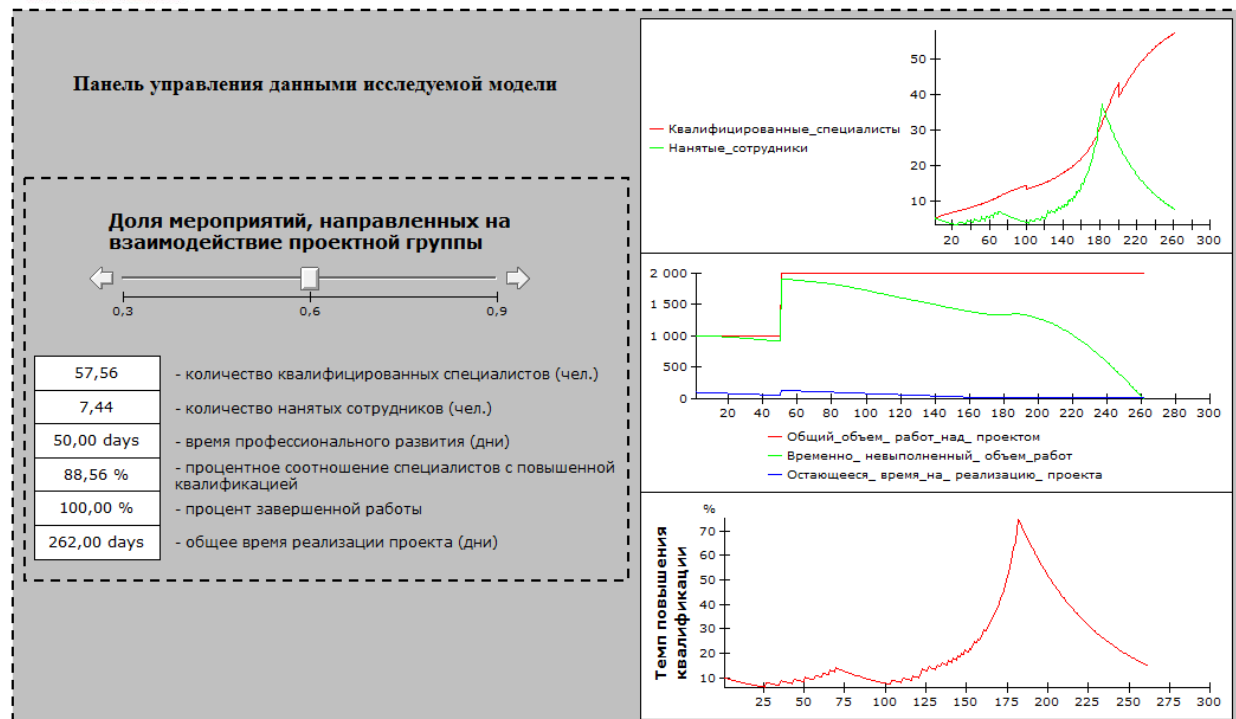 Панель управления данными исследуемой модели
Доля мероприятий, направленных на
взаимодействие проектной группы
0,3
0,6
0,9
57,56
- количество квалифицированных специалистов (чел.)
7,44
- количество нанятых сотрудников (чел.)
50,00 days
- время профессионального развития (дни)
88,56 %
- процентное соотношение специалистов с повышенной
квалификацией
100,00 %
- процент завершенной работы
262,00 days
- общее время реализации проекта (дни)
Квалифицированные_специалисты
Нанятые_сотрудники
50
40
30
20
10
20 60 100 140 180 220 260 300
2 000
1 500
1 000
500
0
20 40 60 80 100 120 140 160 180 200 220 240 260 300
Общий_объем_ работ_над_ проектом
Временно_ невыполненный_ объем_работ
Остающееся_ время_на_ реализацию_ проекта
Темп повышения
квалификации
%
70
60
50
40
30
20
10
25 50 75 100 125 150 175 200 225 250 275 300